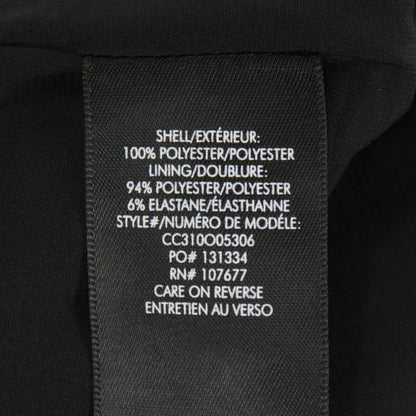 SHELL/EXTÉRIEUR:
100% POLYESTER/POLYESTER
LINING/DOUBLURE:
94% POLYESTER/POLYESTER
6% ELASTANE/ÉLASTHANNE
STYLE#/NUMÉRO DE MODÉLE:
CC310O05306
PO# 131334
RN# 107677
CARE ON REVERSE
ENTRETIEN AU VERSO